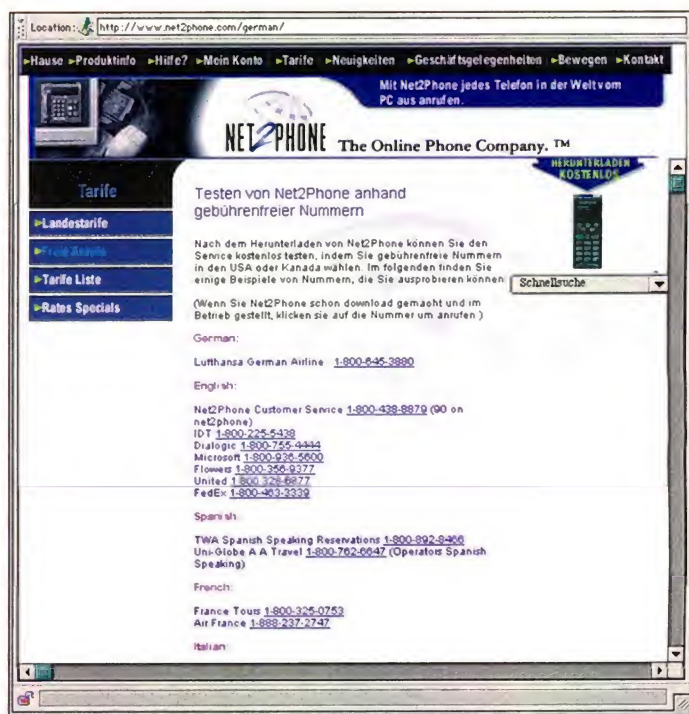 Location: http://www.net2phone.com/german/
Hause Produktinfo Hilfe? Mein Konto Tarife Neuigkeiten Geschäftsgelegenheiten Bewegen Kontakt
Mit Net2Phone jedes Telefon in der Welt vom
PC aus anrufen.
NET2PHONE The Online Phone Company. ™
HERUNTERLADEN
KOSTENLOS
Tarife
Landestarife
Freie Anrufe
Tarife Liste
Rates Specials
Schnellsuche
Testen von Net2Phone anhand
gebührenfreier Nummern
Nach dem Herunterladen von Net2Phone können Sie den
Service kostenlos testen, indem Sie gebührenfreie Nummern
in den USA oder Kanada wählen. Im folgenden finden Sie
einige Beispiele von Nummern, die Sie ausprobieren können
(Wenn Sie Net2Phone schon download gemacht und im
Betrieb gestellt, klicken sie auf die Nummer um anrufen.)
German:
Lufthansa German Airline 1-800-645-3880
English:
Net2Phone Customer Service 1-800-438-8879 (90 on
net2phone)
IDT 1-800-225-5438
Dialogic 1-800-755-4444
Microsoft 1-800-936-5600
Flowers 1-800-356-9377
United 1 800 328-6877
FedEx 1-800-463-3339
Spanish:
TWA Spanish Speaking Reservations 1-800-892-8466
Uni-Globe A A Travel 1-800-762-6647 (Operators Spanish
Speaking)
French:
France Tours 1-800-325-0753
Air France 1-888-237-2747
Italian: